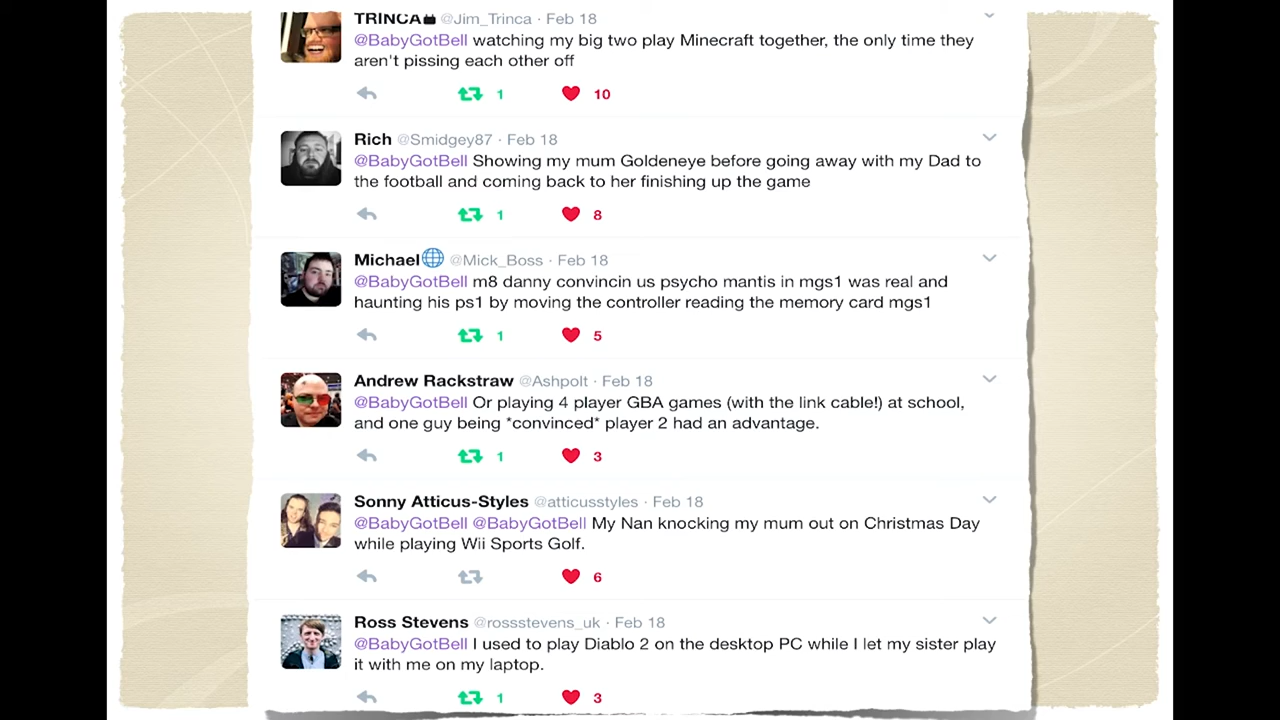 TRINCA @Jim_Trinca · Feb 18
@BabyGotBell watching my big two play Minecraft together, the only time they
aren't pissing each other off
1 10
Rich @Smidgey87 · Feb 18
@BabyGotBell Showing my mum Goldeneye before going away with my Dad to
the football and coming back to her finishing up the game
1 8
Michael @Mick_Boss · Feb 18
@BabyGotBell m8 danny convincin us psycho mantis in mgs1 was real and
haunting his ps1 by moving the controller reading the memory card mgs1
1 5
Andrew Rackstraw @Ashpolt · Feb 18
@BabyGotBell Or playing 4 player GBA games (with the link cable!) at school,
and one guy being *convinced* player 2 had an advantage.
1 3
Sonny Atticus-Styles @atticusstyles · Feb 18
@BabyGotBell @BabyGotBell My Nan knocking my mum out on Christmas Day
while playing Wii Sports Golf.
6
Ross Stevens @rossstevens_uk · Feb 18
@BabyGotBell I used to play Diablo 2 on the desktop PC while I let my sister play
it with me on my laptop.
1 3